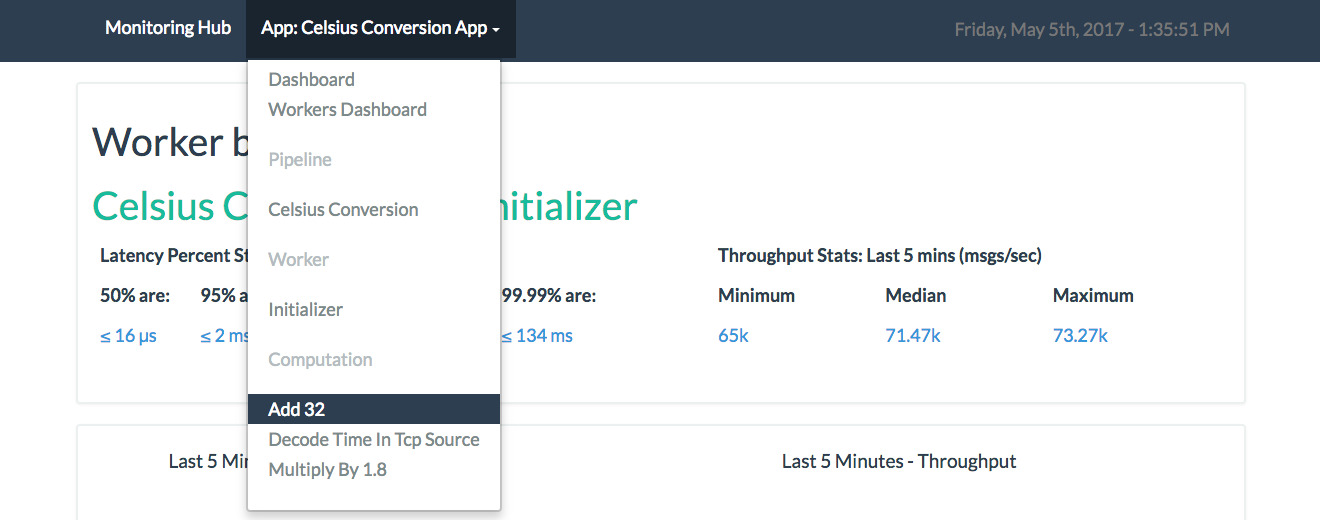 Monitoring Hub App: Celsius Conversion App Friday, May 5th, 2017 - 1:35:51 PM
Dashboard
Workers Dashboard
Worker
Pipeline
Celsius
Celsius Conversion
Latency Percent Throughput Stats: Last 5 mins (msgs/sec)
Worker
50% are: 95% 99.99% are: Minimum Median Maximum
Initializer
≤ 16 µs ≤ 2 ms ≤ 134 ms 65k 71.47k 73.27k
Computation
Add 32
Decode Time In Tcp Source
Last 5 Last 5 Minutes - Throughput
Multiply By 1.8